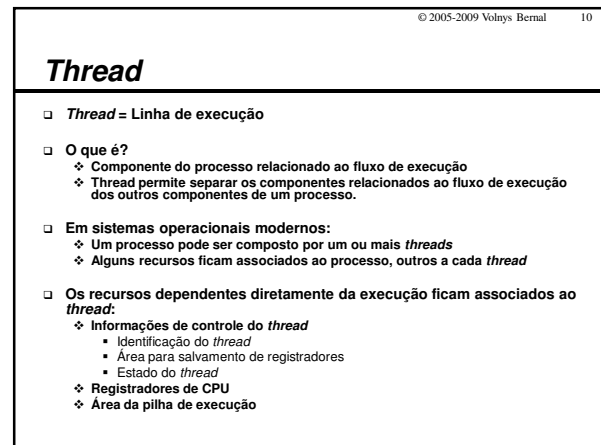 © 2005-2009 Volnys Bernal 10
Thread
❑ Thread = Linha de execução
❑ O que é?
❖ Componente do processo relacionado ao fluxo de execução
❖ Thread permite separar os componentes relacionados ao fluxo de execução
dos outros componentes de um processo.
❑ Em sistemas operacionais modernos:
❖ Um processo pode ser composto por um ou mais threads
❖ Alguns recursos ficam associados ao processo, outros a cada thread
❑ Os recursos dependentes diretamente da execução ficam associados ao
thread:
❖ Informações de controle do thread
▪ Identificação do thread
▪ Área para salvamento de registradores
▪ Estado do thread
❖ Registradores de CPU
❖ Área da pilha de execução